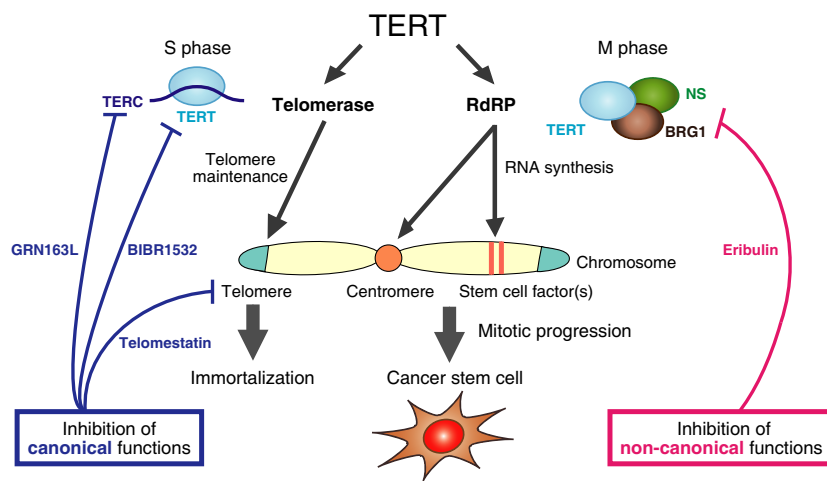 TERT
S phase
M phase
TERC
TERT
Telomerase
RdRP
NS
TERT
BRG1
Telomere
maintenance
RNA synthesis
GRN163L
BIBR1532
Eribulin
Chromosome
Telomere
Centromere
Stem cell factor(s)
Telomestatin
Mitotic progression
Immortalization
Cancer stem cell
Inhibition of
canonical functions
Inhibition of
non-canonical functions